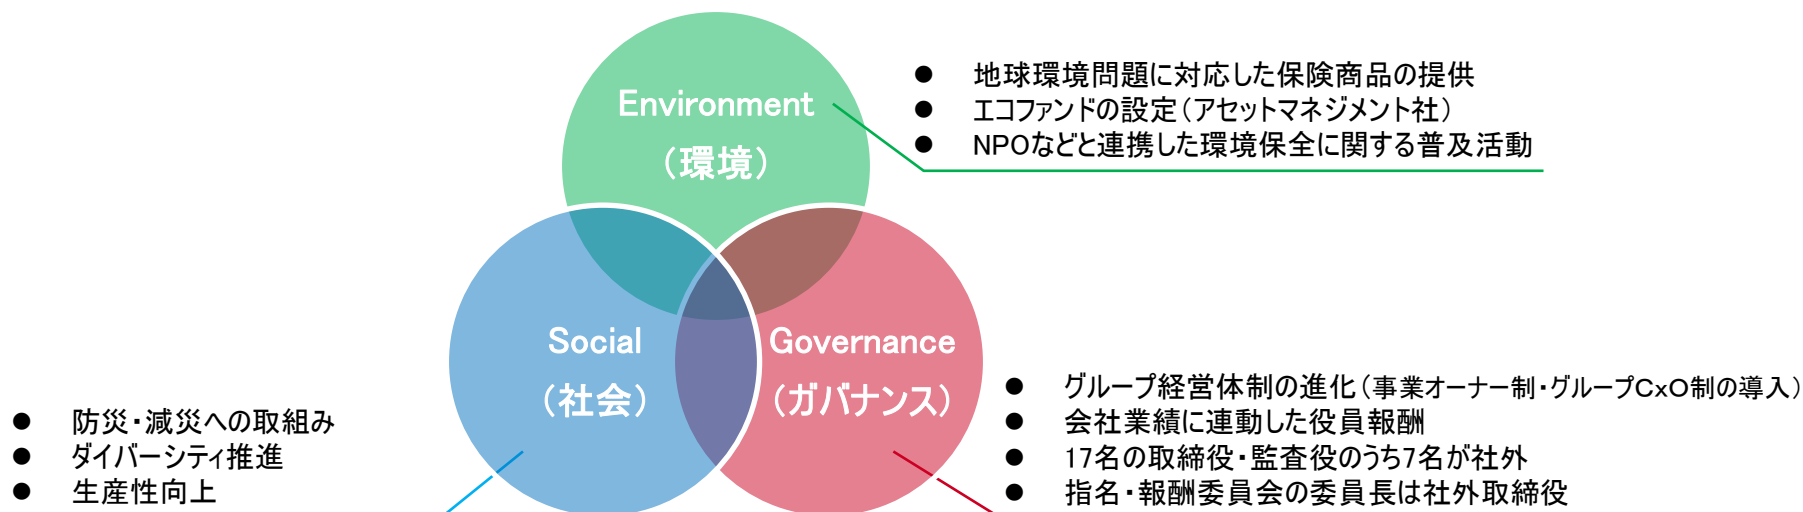 Environment
（環境）
● 地球環境問題に対応した保険商品の提供
● エコファンドの設定（アセットマネジメント社）
● NPOなどと連携した環境保全に関する普及活動
Social
（社会）
● 防災・減災への取組み
● ダイバーシティ推進
● 生産性向上
Governance
（ガバナンス）
● グループ経営体制の進化（事業オーナー制・グループCxO制の導入）
● 会社業績に連動した役員報酬
● 17名の取締役・監査役のうち7名が社外
● 指名・報酬委員会の委員長は社外取締役